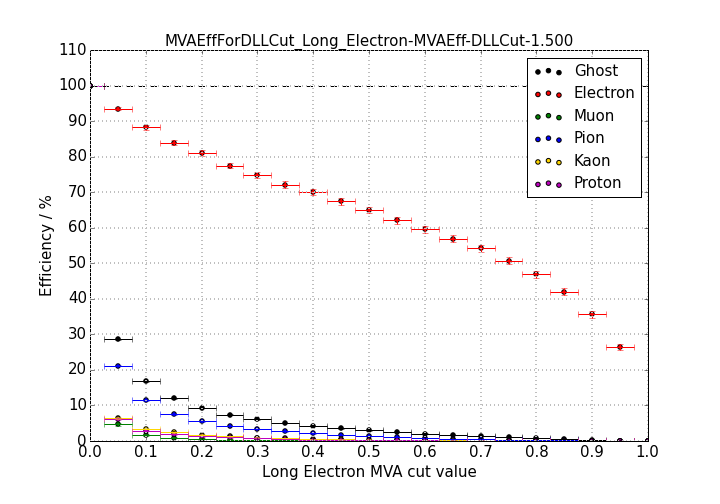 MVAEffForDLLCut_Long_Electron-MVAEff-DLLCut-1.500
110
100
90
80
70
60
50
40
30
20
10
0
Efficiency / %
Ghost
Electron
Muon
Pion
Kaon
Proton
0.0 0.1 0.2 0.3 0.4 0.5 0.6 0.7 0.8 0.9 1.0
Long Electron MVA cut value